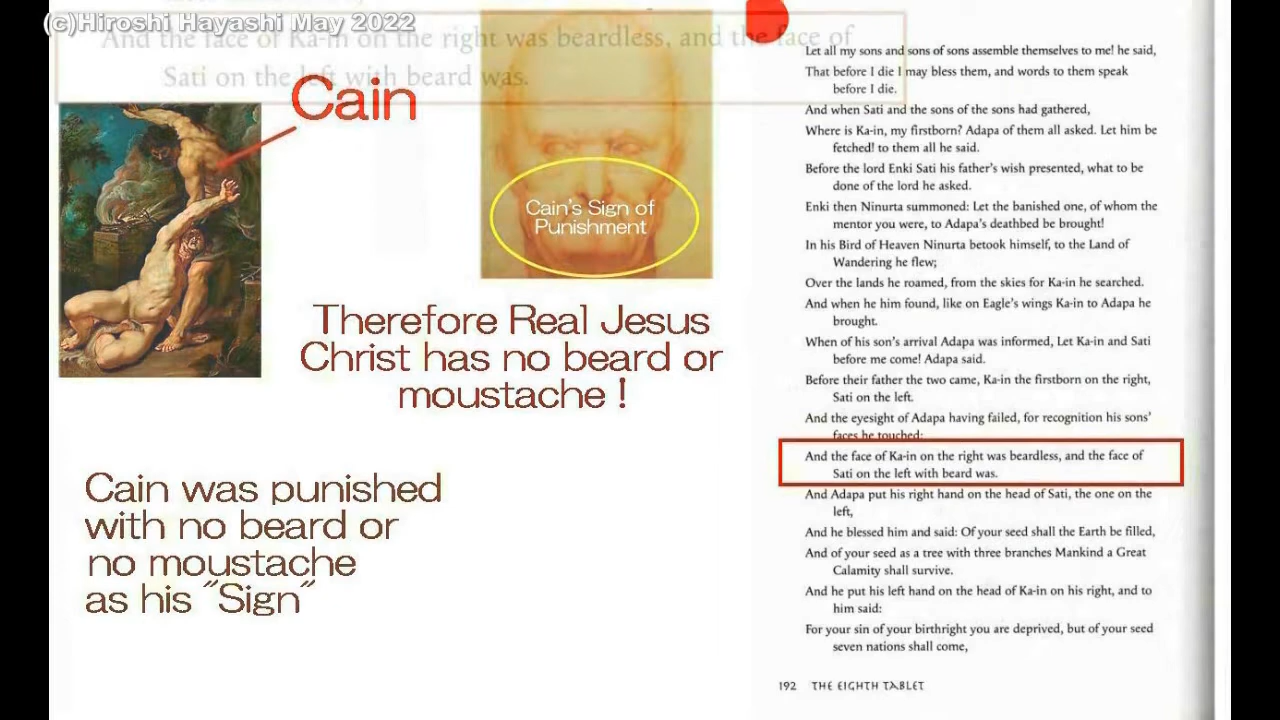 (c)Hiroshi Hayashi May 2022
And the face of Ka-in on the right was beardless, and the face of
Sati on the left with beard was.
Cain
Cain's Sign of
Punishment
Therefore Real Jesus
Christ has no beard or
moustache !
Cain was punished
with no beard or
no moustache
as his "Sign"
Let all my sons and sons of sons assemble themselves to me! he said,
That before I die I may bless them, and words to them speak
before I die.
And when Sati and the sons of the sons had gathered,
Where is Ka-in, my firstborn? Adapa of them all asked. Let him be
fetched! to them all he said.
Before the lord Enki Sati his father's wish presented, what to be
done of the lord he asked.
Enki then Ninurta summoned: Let the banished one, of whom the
mentor you were, to Adapa's deathbed be brought!
In his Bird of Heaven Ninurta betook himself, to the Land of
Wandering he flew;
Over the lands he roamed, from the skies for Ka-in he searched.
And when he him found, like on Eagle's wings Ka-in to Adapa he
brought.
When of his son's arrival Adapa was informed, Let Ka-in and Sati
before me come! Adapa said.
Before their father the two came, Ka-in the firstborn on the right,
Sati on the left.
And the eyesight of Adapa having failed, for recognition his sons'
faces he touched;
And the face of Ka-in on the right was beardless, and the face of
Sati on the left with beard was.
And Adapa put his right hand on the head of Sati, the one on the
left,
And he blessed him and said: Of your seed shall the Earth be filled,
And of your seed as a tree with three branches Mankind a Great
Calamity shall survive.
And he put his left hand on the head of Ka-in on his right, and to
him said:
For your sin of your birthright you are deprived, but of your seed
seven nations shall come,
192 THE EIGHTH TABLET